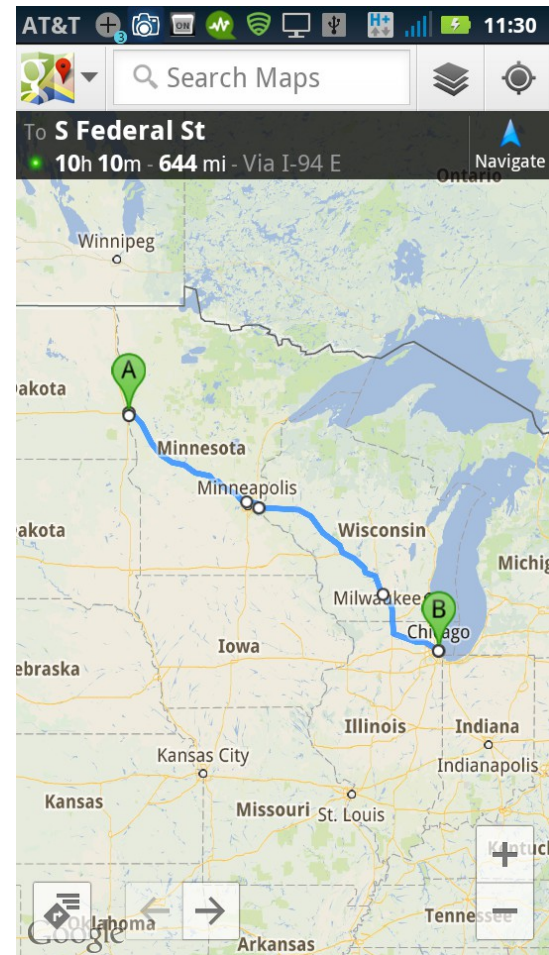 AT&T 3 ON H+ 11:30
Search Maps
To S Federal St
10h 10m - 644 mi - Via I-94 E
Navigate
Ontario
Winnipeg
A
akota
Minnesota
Minneapolis
akota
Wisconsin
Michig
Milwaukee
B
Chicago
Iowa
ebraska
Illinois
Indiana
Kansas City
Indianapolis
Kansas
Missouri
St. Louis
Kentuck
Oklahoma
Tennessee
Google
Arkansas